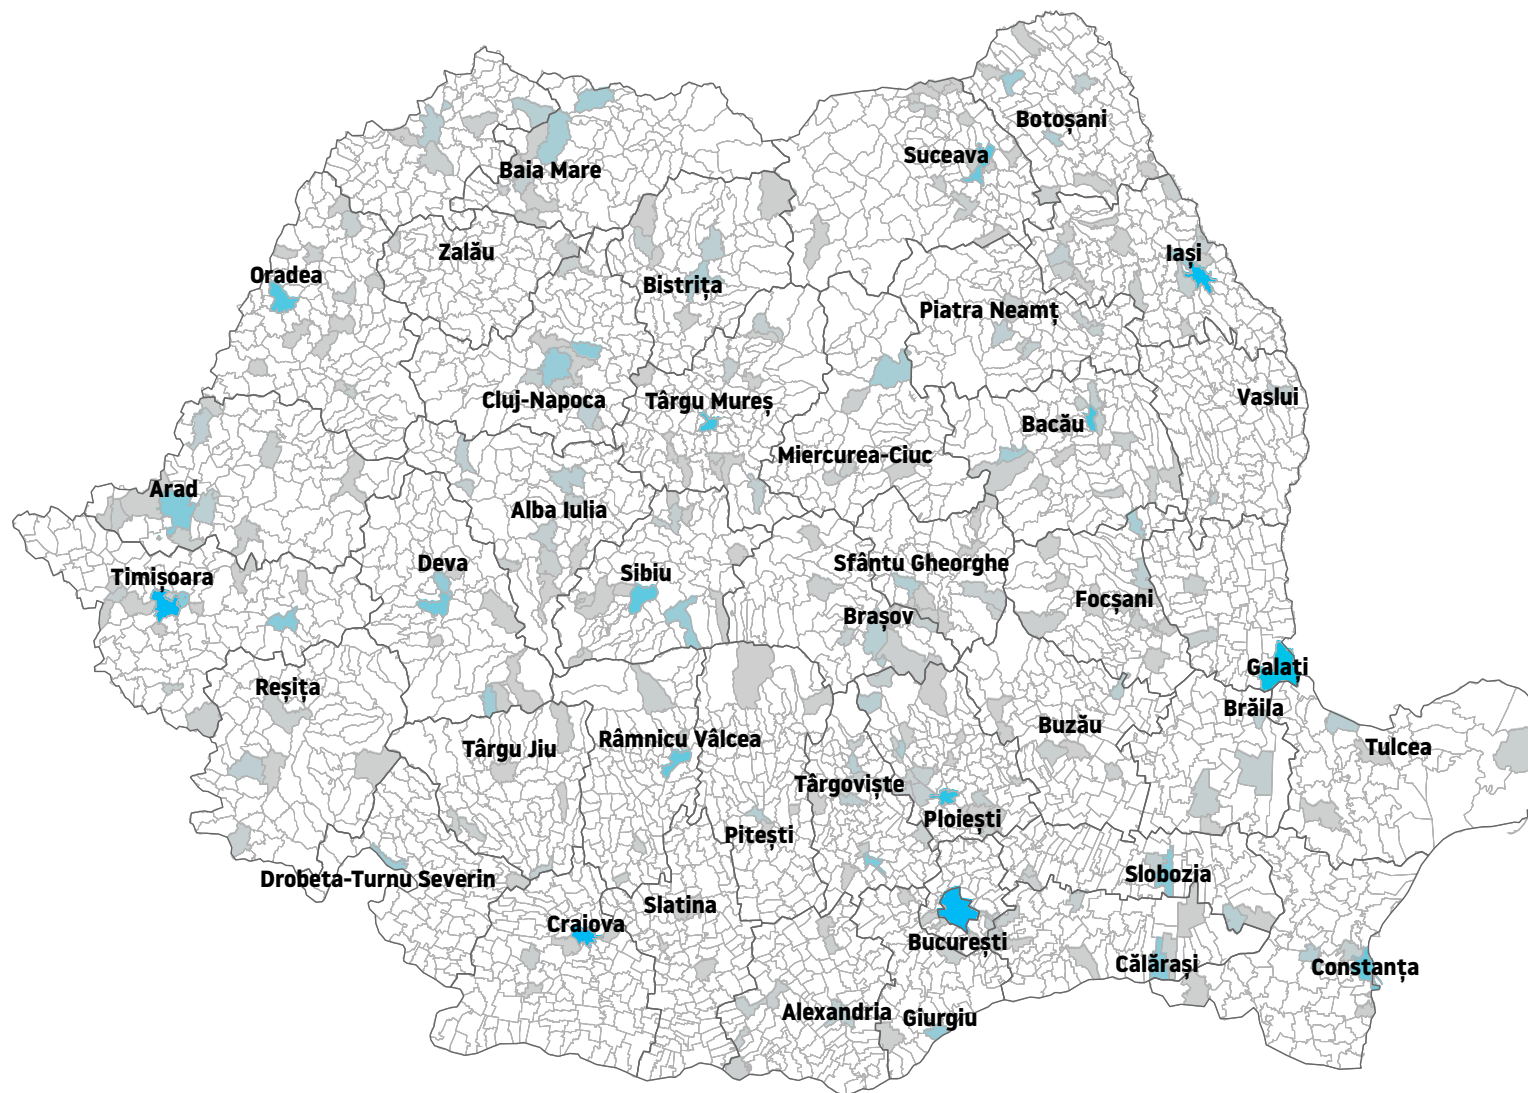 Botoșani
Suceava
Baia Mare
Zalău
Iași
Oradea
Bistrița
Piatra Neamț
Vaslui
Cluj-Napoca
Târgu Mureș
Bacău
Miercurea-Ciuc
Arad
Alba Iulia
Deva
Sfântu Gheorghe
Sibiu
Timișoara
Focșani
Brașov
Galați
Reșița
Brăila
Buzău
Râmnicu Vâlcea
Tulcea
Târgu Jiu
Târgoviște
Ploiești
Pitești
Slobozia
Drobeta-Turnu Severin
Slatina
Craiova
București
Călărași
Constanța
Alexandria
Giurgiu